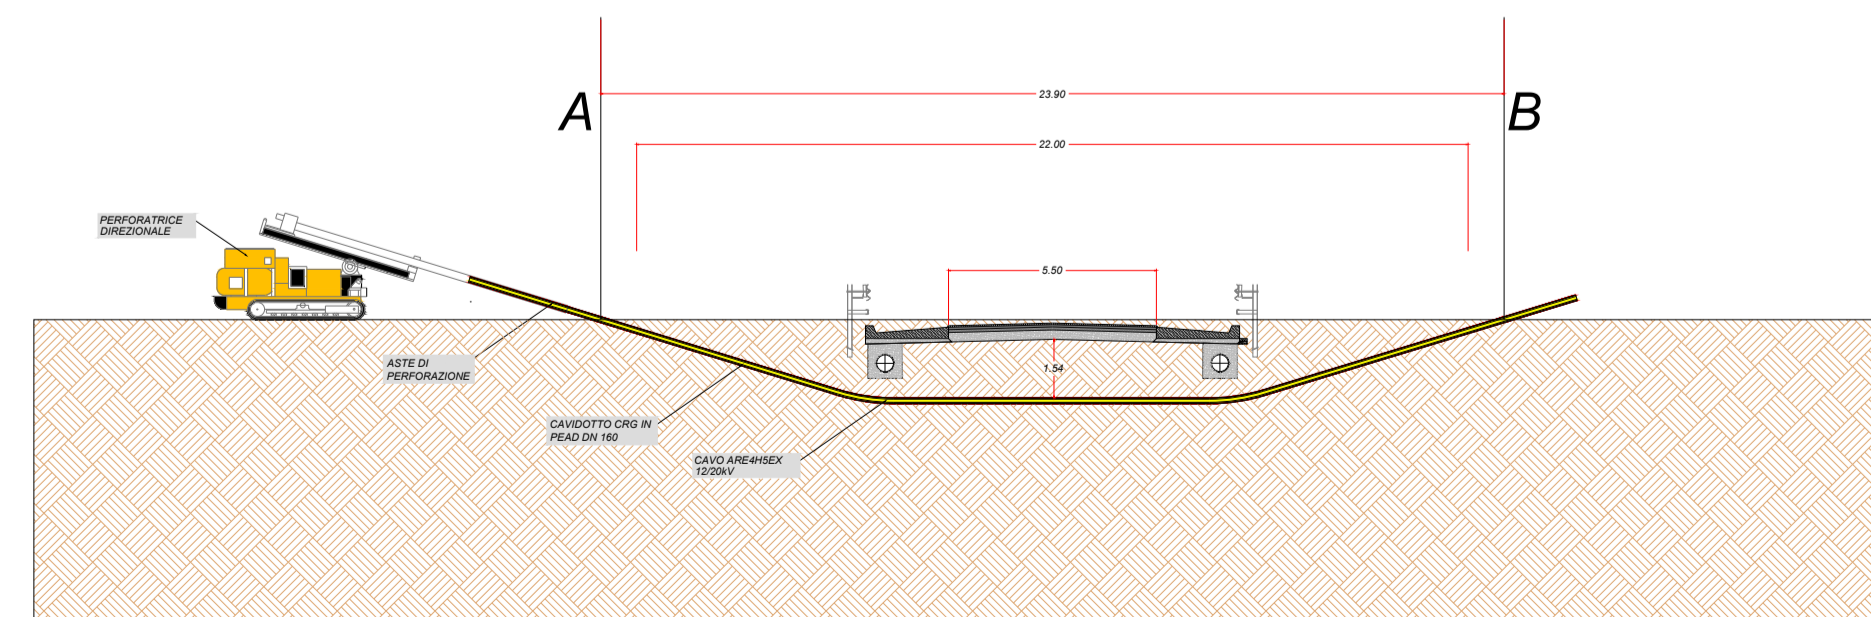 23.90
A
B
22.00
PERFORATRICE
DIREZIONALE
5.50
ASTE DI
PERFORAZIONE
1.54
CAVIDOTTO CRG IN
PEAD DN 160
CAVO ARE4H5EX
12/20kV